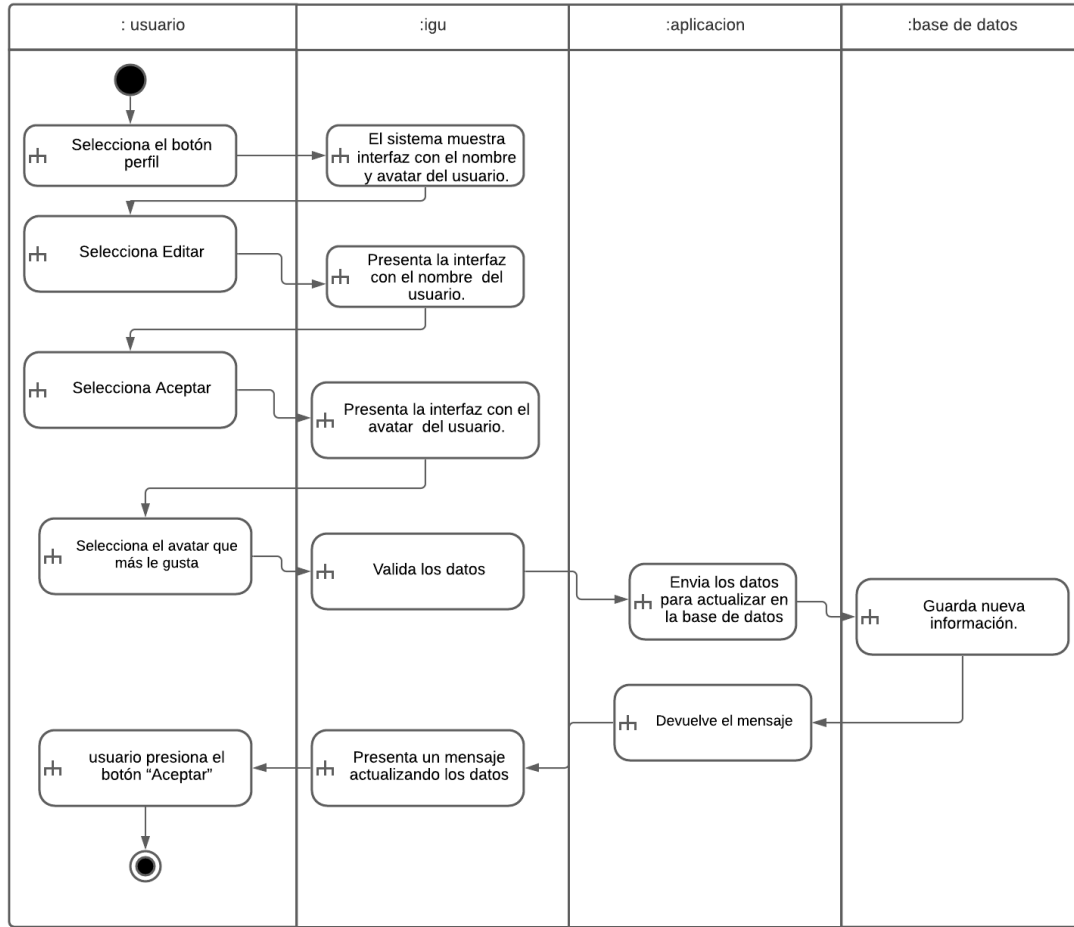 : usuario
:igu
:aplicacion
:base de datos
Selecciona el botón
perfil
El sistema muestra
interfaz con el nombre
y avatar del usuario.
Selecciona Editar
Presenta la interfaz
con el nombre  del
usuario.
Selecciona Aceptar
Presenta la interfaz con el
avatar  del usuario.
Selecciona el avatar que
más le gusta
Valida los datos
Envia los datos
para actualizar en
la base de datos
Guarda nueva
información.
Devuelve el mensaje
Presenta un mensaje
actualizando los datos
usuario presiona el
botón “Aceptar”